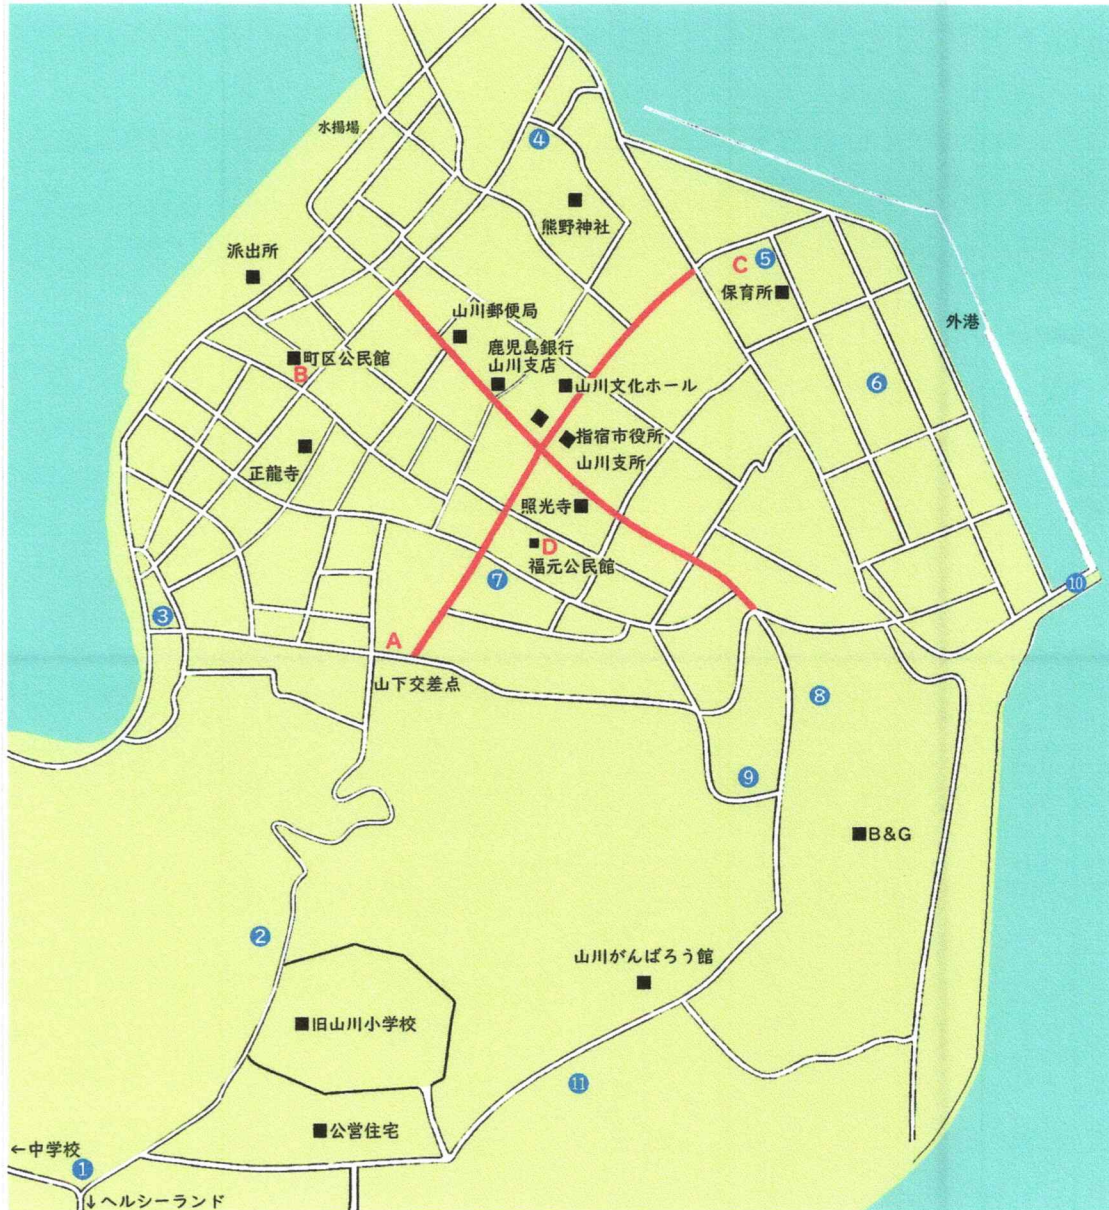 水揚場
④
熊野神社
派出所
C
⑤
保育所
山川郵便局
外港
鹿児島銀行
山川支店
町区公民館
B
山川文化ホール
⑥
指宿市役所
山川支所
正龍寺
照光寺
D
福元公民館
⑦
⑩
③
A
山下交差点
⑧
⑨
B&G
②
山川がんばろう館
旧山川小学校
⑪
公営住宅
←中学校
①
↓ヘルシーランド